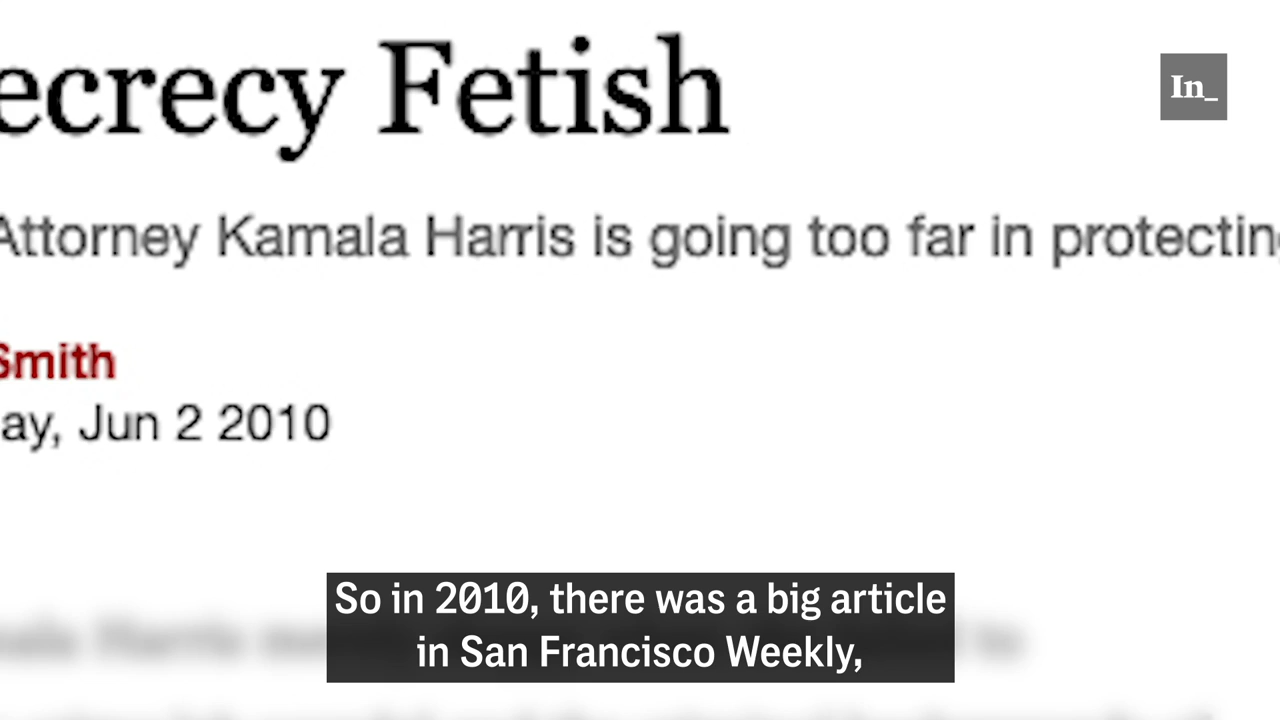 ecrecy Fetish
In_
Attorney Kamala Harris is going too far in protecting
Smith
ay, Jun 2 2010
So in 2010, there was a big article
in San Francisco Weekly,